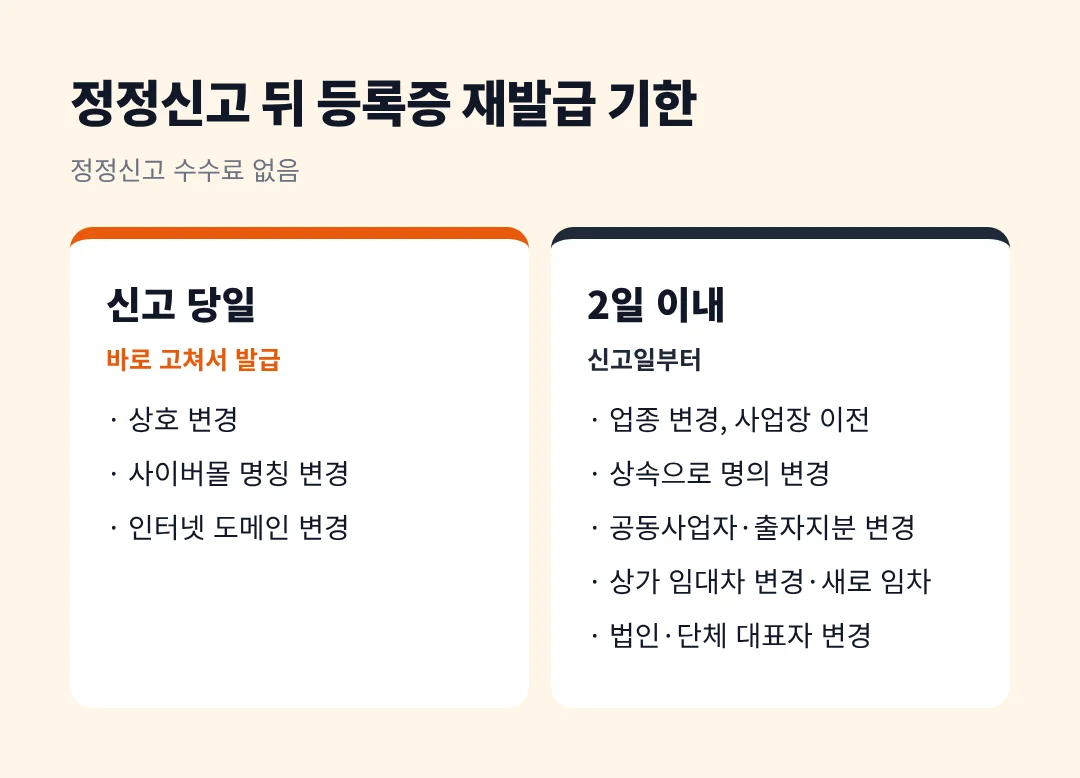 정정신고 뒤 등록증 재발급 기한
정정신고 수수료 없음
신고 당일
바로 고쳐서 발급
· 상호 변경
· 사이버몰 명칭 변경
· 인터넷 도메인 변경
2일 이내
신고일부터
· 업종 변경, 사업장 이전
· 상속으로 명의 변경
· 공동사업자·출자지분 변경
· 상가 임대차 변경·새로 임차
· 법인·단체 대표자 변경